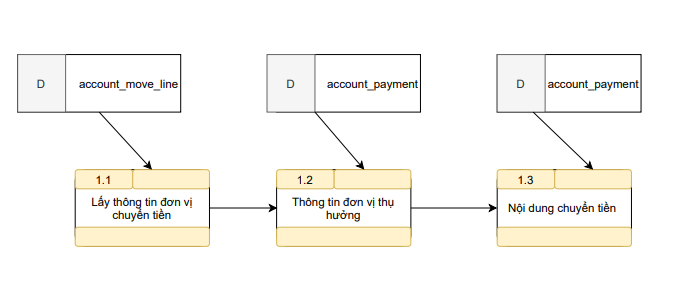 D
account_move_line
D
account_payment
D
account_payment
1.1
Lấy thông tin đơn vị
chuyển tiền
1.2
Thông tin đơn vị thụ
hưởng
1.3
Nội dung chuyển tiền